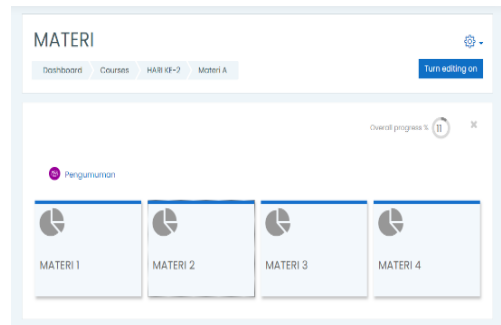 MATERI
Dashboard Courses HARI KE-2 Materi A
Turn editing on
Overall progress % 11
Pengumuman
MATERI 1 MATERI 2 MATERI 3 MATERI 4